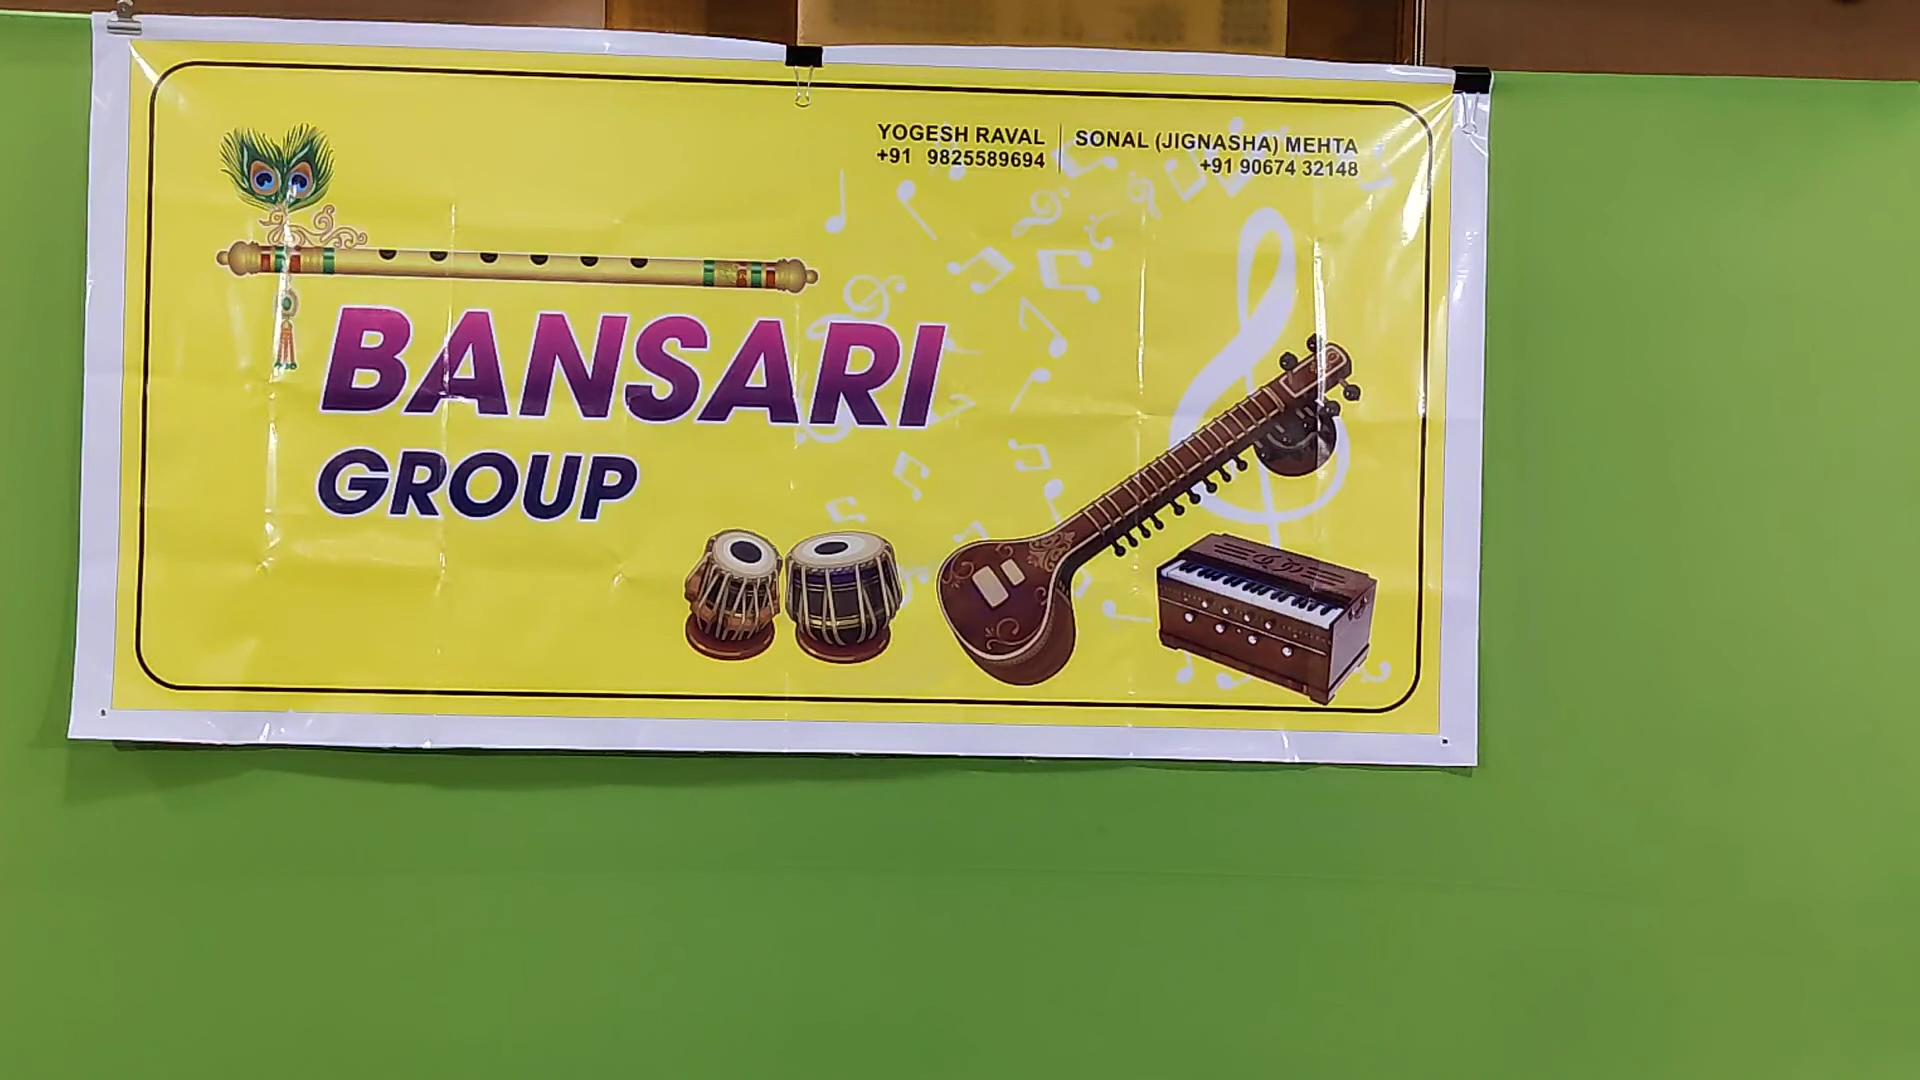 YOGESH RAVAL
+91 9825589694
SONAL (JIGNASHA) MEHTA
+91 90674 32148
BANSARI
GROUP